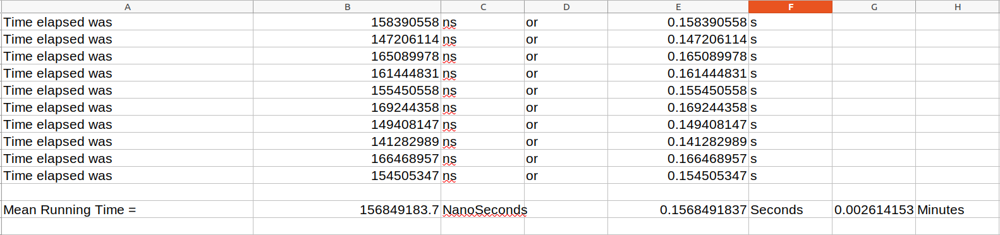 A B C D E F G H
Time elapsed was 158390558 ns or 0.158390558 s
Time elapsed was 147206114 ns or 0.147206114 s
Time elapsed was 165089978 ns or 0.165089978 s
Time elapsed was 161444831 ns or 0.161444831 s
Time elapsed was 155450558 ns or 0.155450558 s
Time elapsed was 169244358 ns or 0.169244358 s
Time elapsed was 149408147 ns or 0.149408147 s
Time elapsed was 141282989 ns or 0.141282989 s
Time elapsed was 166468957 ns or 0.166468957 s
Time elapsed was 154505347 ns or 0.154505347 s
Mean Running Time = 156849183.7 NanoSeconds 0.1568491837 Seconds 0.002614153 Minutes